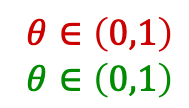 θ ∈ (0,1)
θ ∈ (0,1)